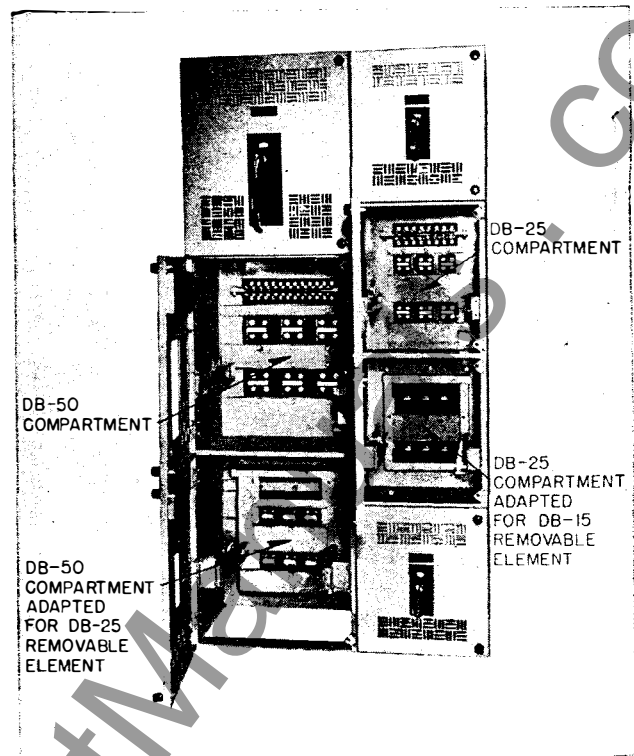 DB-25
COMPARTMENT
DB-50
COMPARTMENT
DB-25
COMPARTMENT
ADAPTED
FOR DB-15
REMOVABLE
ELEMENT
DB-50
COMPARTMENT
ADAPTED
FOR DB-25
REMOVABLE
ELEMENT